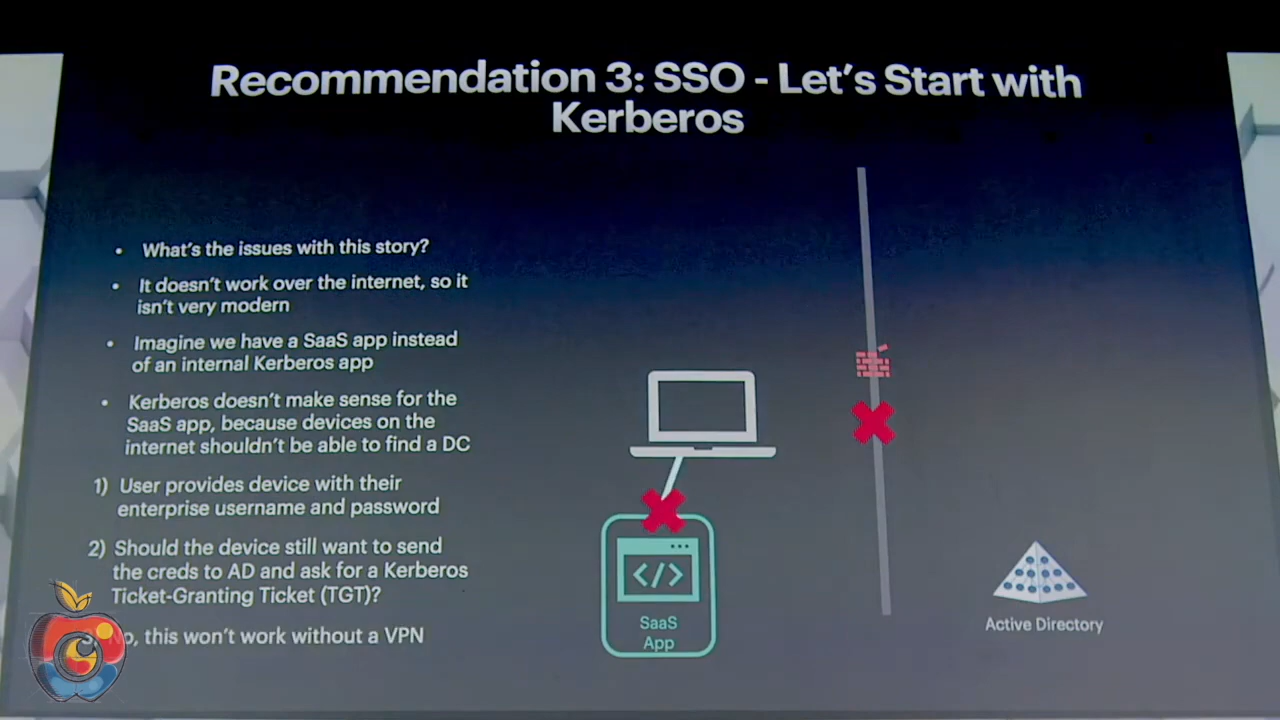 Recommendation 3: SSO - Let's Start with
Kerberos
• What's the issues with this story?
• It doesn't work over the internet, so it
isn't very modern
• Imagine we have a SaaS app instead
of an internal Kerberos app
• Kerberos doesn't make sense for the
SaaS app, because devices on the
internet shouldn't be able to find a DC
1) User provides device with their
enterprise username and password
2) Should the device still want to send
the creds to AD and ask for a Kerberos
Ticket-Granting Ticket (TGT)?
this won't work without a VPN
</>
SaaS
App
Active Directory